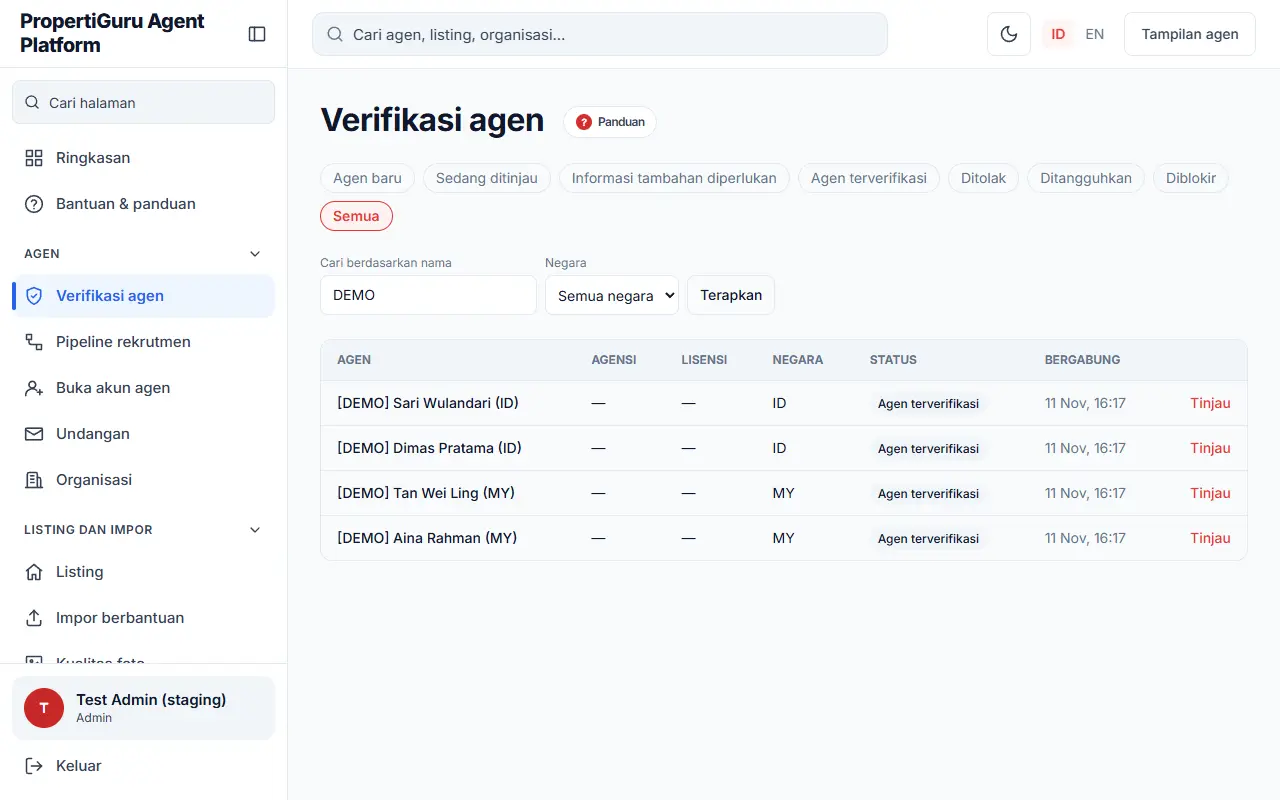 PropertiGuru Agent
Platform
Cari agen, listing, organisasi...
ID
EN
Tampilan agen
Cari halaman
Ringkasan
Bantuan & panduan
AGEN
Verifikasi agen
Pipeline rekrutmen
Buka akun agen
Undangan
Organisasi
LISTING DAN IMPOR
Listing
Impor berbantuan
Kualitas foto
T
Test Admin (staging)
Admin
Keluar
Verifikasi agen
? Panduan
Agen baru
Sedang ditinjau
Informasi tambahan diperlukan
Agen terverifikasi
Ditolak
Ditangguhkan
Diblokir
Semua
Cari berdasarkan nama
Negara
DEMO
Semua negara
Terapkan
AGEN AGENSI LISENSI NEGARA STATUS BERGABUNG
[DEMO] Sari Wulandari (ID) — — ID Agen terverifikasi 11 Nov, 16:17 Tinjau
[DEMO] Dimas Pratama (ID) — — ID Agen terverifikasi 11 Nov, 16:17 Tinjau
[DEMO] Tan Wei Ling (MY) — — MY Agen terverifikasi 11 Nov, 16:17 Tinjau
[DEMO] Aina Rahman (MY) — — MY Agen terverifikasi 11 Nov, 16:17 Tinjau